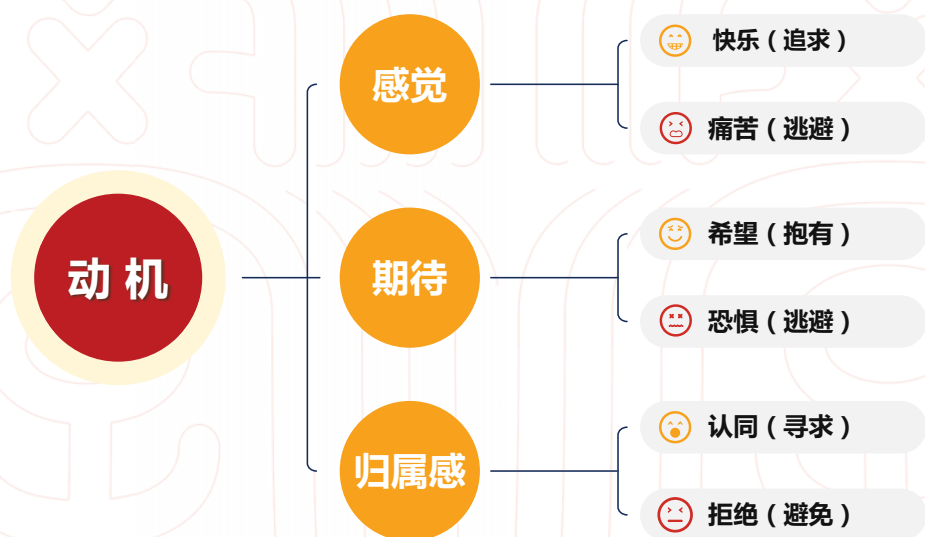 感觉
快乐（追求）
痛苦（逃避）
动 机
期待
希望（抱有）
恐惧（逃避）
归属感
认同（寻求）
拒绝（避免）